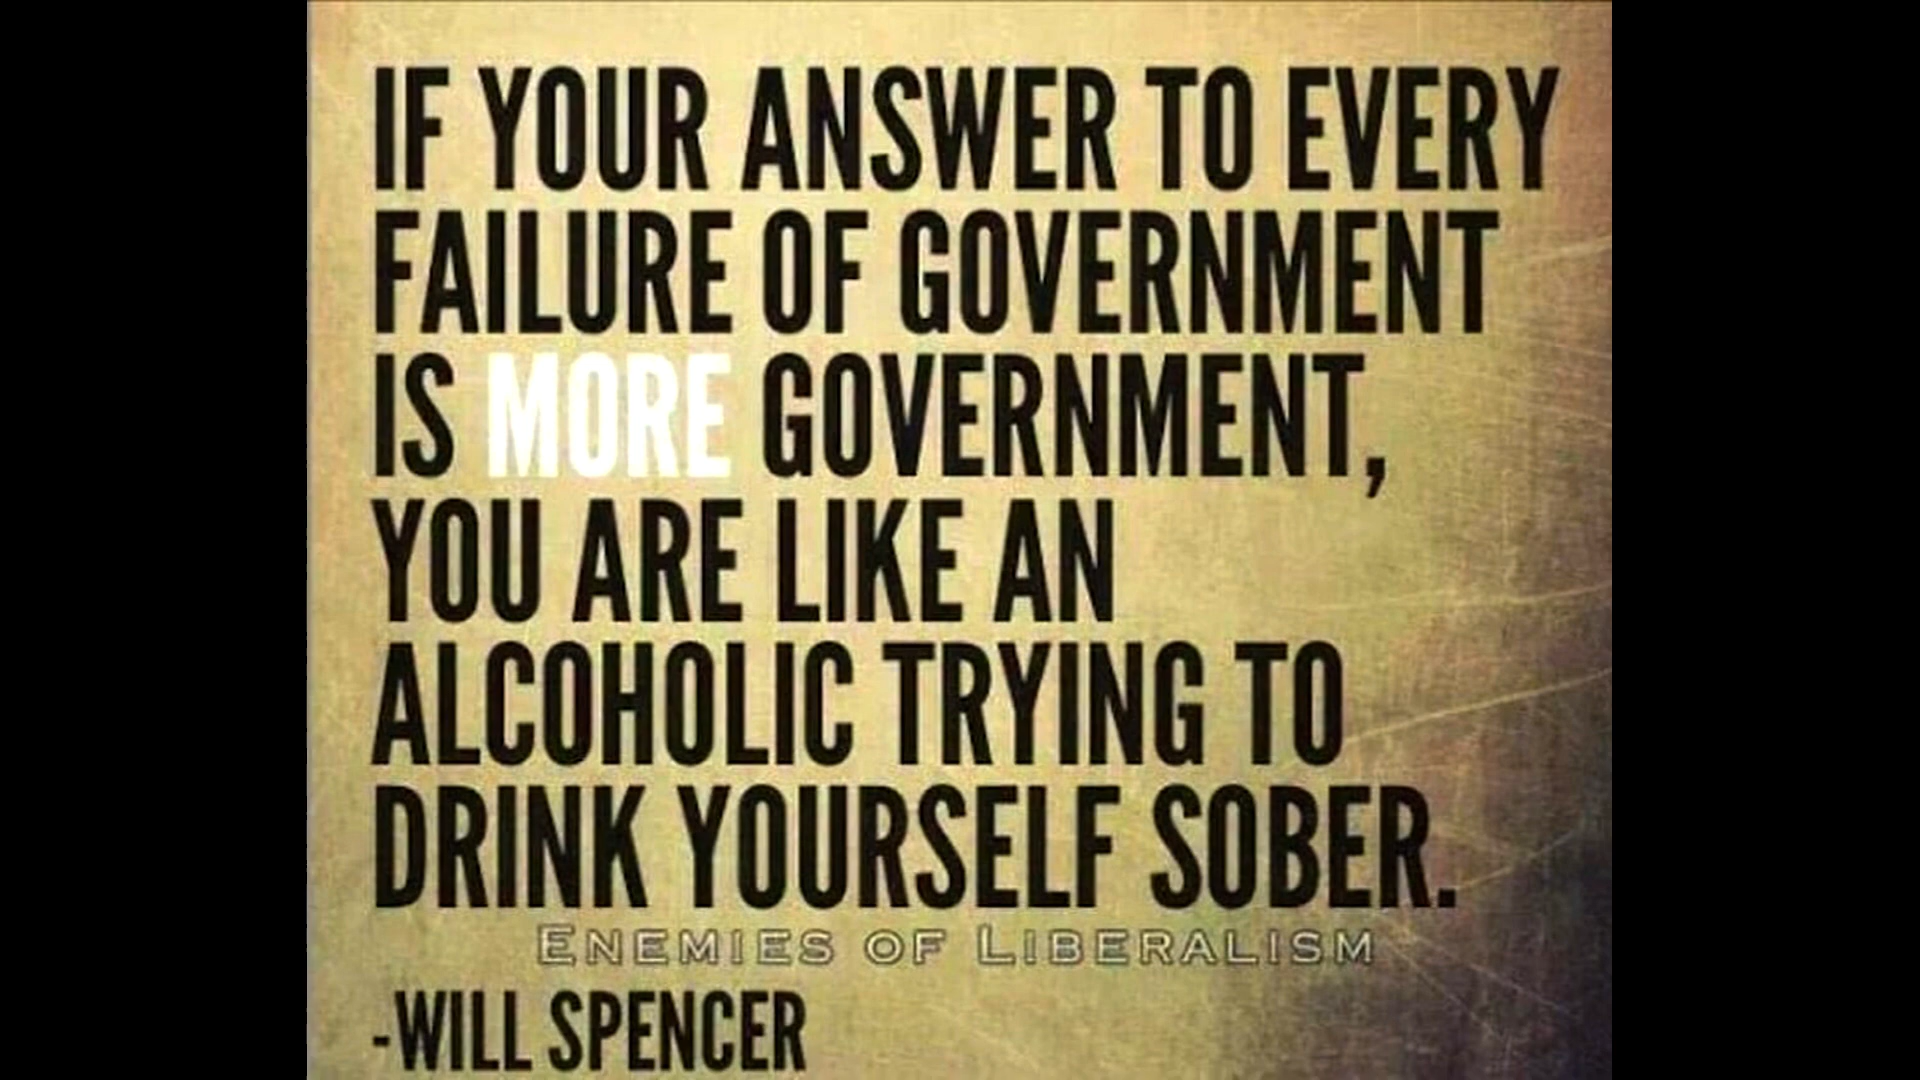 IF YOUR ANSWER TO EVERY
FAILURE OF GOVERNMENT
IS MORE GOVERNMENT,
YOU ARE LIKE AN
ALCOHOLIC TRYING TO
DRINK YOURSELF SOBER.
ENEMIES OF LIBERALISM
-WILL SPENCER